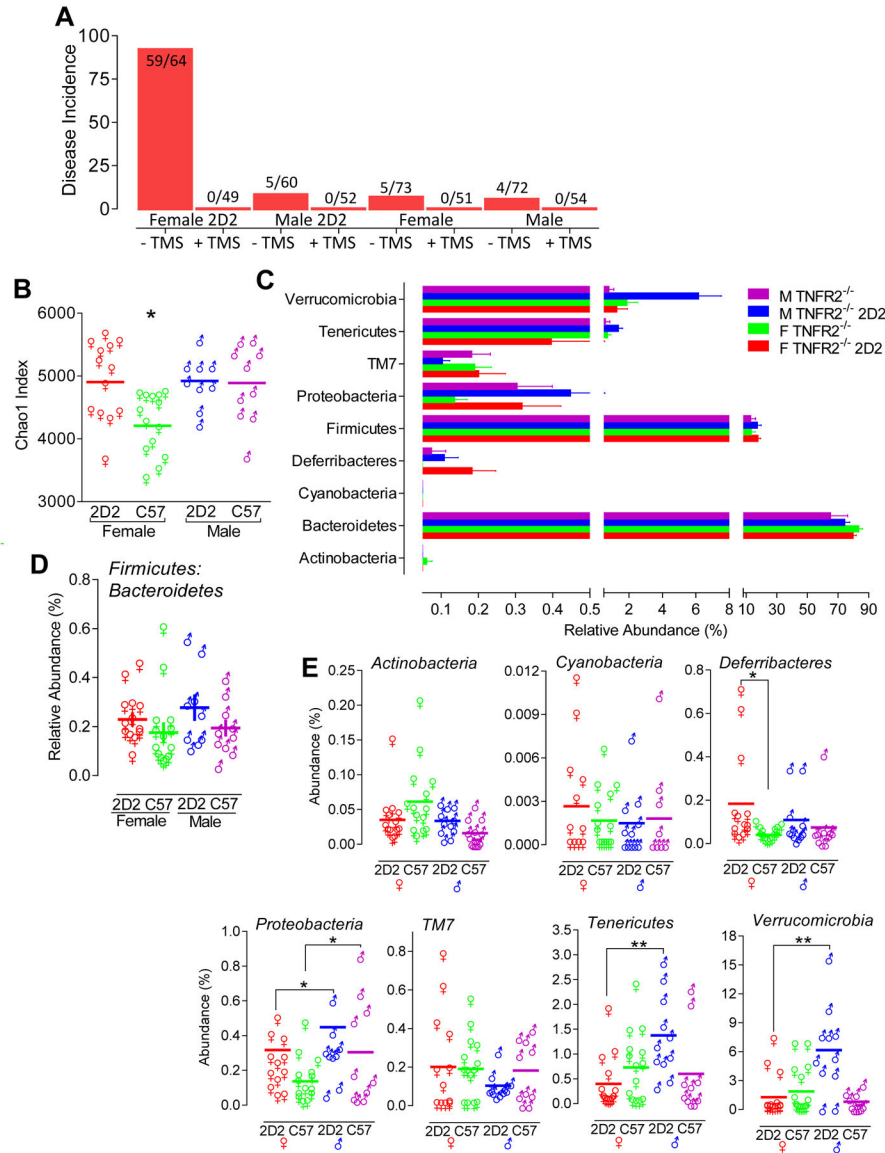 A
Disease Incidence
100
75
50
25
0
59/64
0/49
5/60
0/52
5/73
0/51
4/72
0/54
Female 2D2 Male 2D2 Female Male
- TMS + TMS - TMS + TMS - TMS + TMS - TMS + TMS
B
Chao1 Index
6000
5000
4000
3000
*
2D2 C57 2D2 C57
Female Male
C
Verrucomicrobia
Tenericutes
TM7
Proteobacteria
Firmicutes
Deferribacteres
Cyanobacteria
Bacteroidetes
Actinobacteria
0.1 0.2 0.3 0.4 0.5 2 4 6 8 10 30 50 70 90
Relative Abundance (%)
M TNFR2-/-
M TNFR2-/- 2D2
F TNFR2-/-
F TNFR2-/- 2D2
D
Firmicutes:
Bacteroidetes
Relative Abundance (%)
0.8
0.6
0.4
0.2
0.0
2D2 C57 2D2 C57
Female Male
E
Actinobacteria
Abundance (%)
0.25
0.20
0.15
0.10
0.05
0.00
2D2 C57 2D2 C57
♀ ♂
Cyanobacteria
0.012
0.009
0.006
0.003
0.000
2D2 C57 2D2 C57
♀ ♂
Deferribacteres
0.8
0.6
0.4
0.2
0.0
*
2D2 C57 2D2 C57
♀ ♂
Proteobacteria
Abundance (%)
1.0
0.8
0.6
0.4
0.2
0.0
*
*
2D2 C57 2D2 C57
♀ ♂
TM7
0.8
0.6
0.4
0.2
0.0
2D2 C57 2D2 C57
♀ ♂
Tenericutes
3.5
3.0
2.5
2.0
1.5
1.0
0.5
0.0
**
2D2 C57 2D2 C57
♀ ♂
Verrucomicrobia
18
15
12
9
6
3
0
**
2D2 C57 2D2 C57
♀ ♂